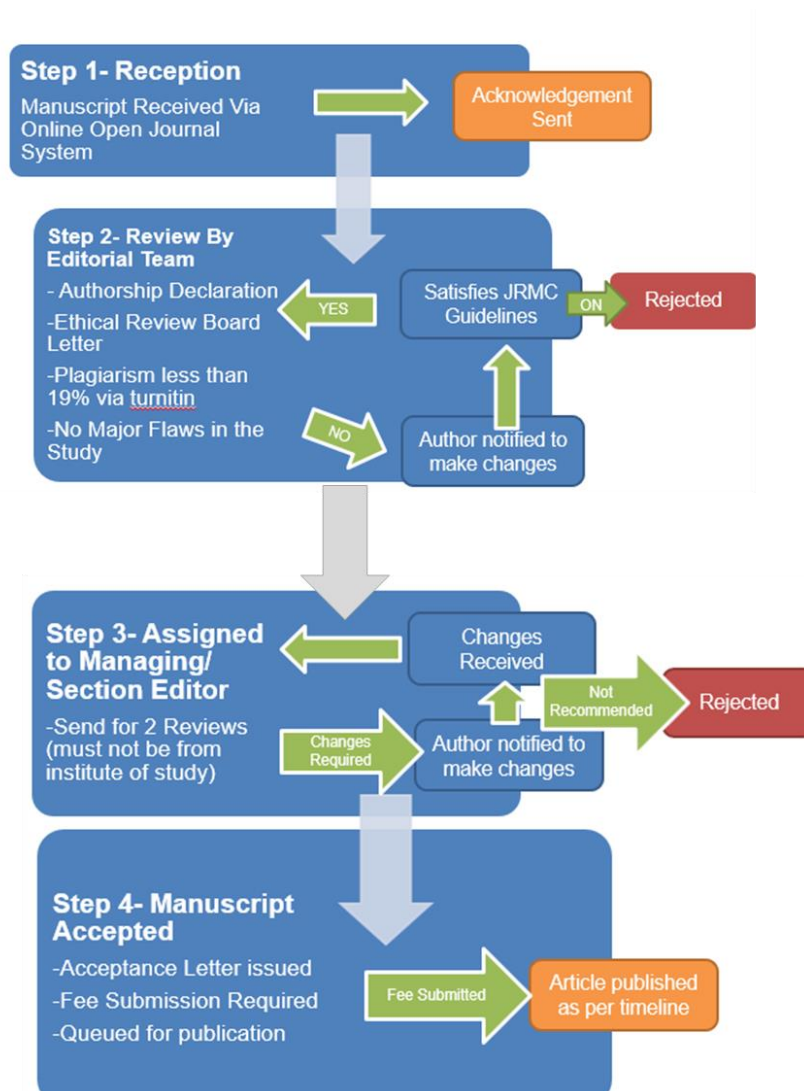 Step 1- Reception
Manuscript Received Via
Online Open Journal
System
Acknowledgement
Sent
Step 2- Review By
Editorial Team
- Authorship Declaration
-Ethical Review Board
Letter
-Plagiarism less than
19% via turnitin
-No Major Flaws in the
Study
YES
Satisfies JRMC
Guidelines
ON
Rejected
NO
Author notified to
make changes
Step 3- Assigned
to Managing/
Section Editor
-Send for 2 Reviews
(must not be from
institute of study)
Changes
Received
Changes
Required
Author notified to
make changes
Not
Recommended
Rejected
Step 4- Manuscript
Accepted
-Acceptance Letter issued
-Fee Submission Required
-Queued for publication
Fee Submitted
Article published
as per timeline